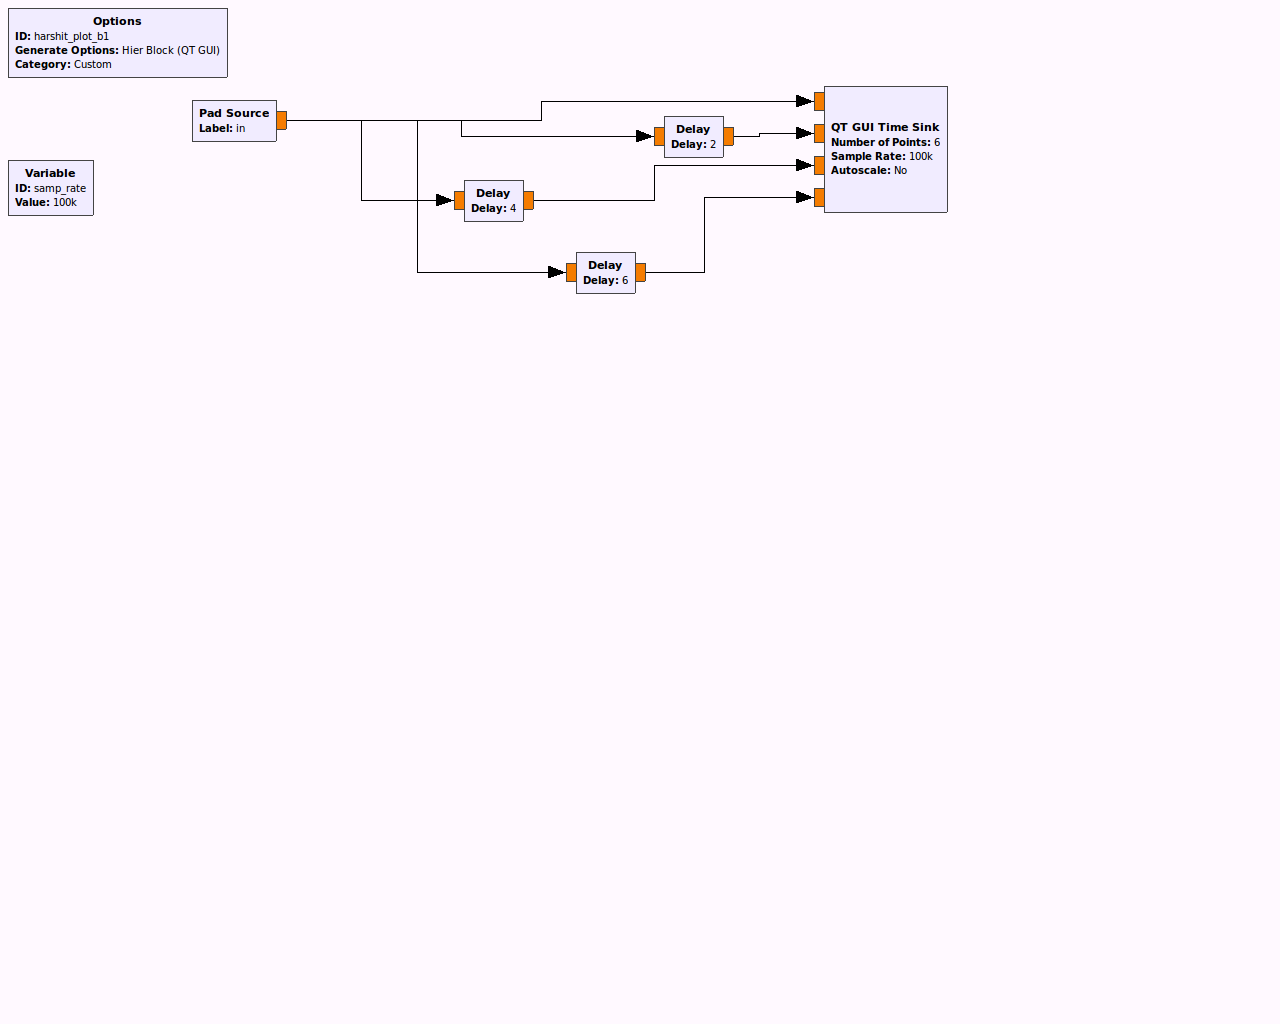 Options
ID: harshit_plot_b1
Generate Options: Hier Block (QT GUI)
Category: Custom
Pad Source
Label: in
Variable
ID: samp_rate
Value: 100k
Delay
Delay: 2
Delay
Delay: 4
Delay
Delay: 6
QT GUI Time Sink
Number of Points: 6
Sample Rate: 100k
Autoscale: No